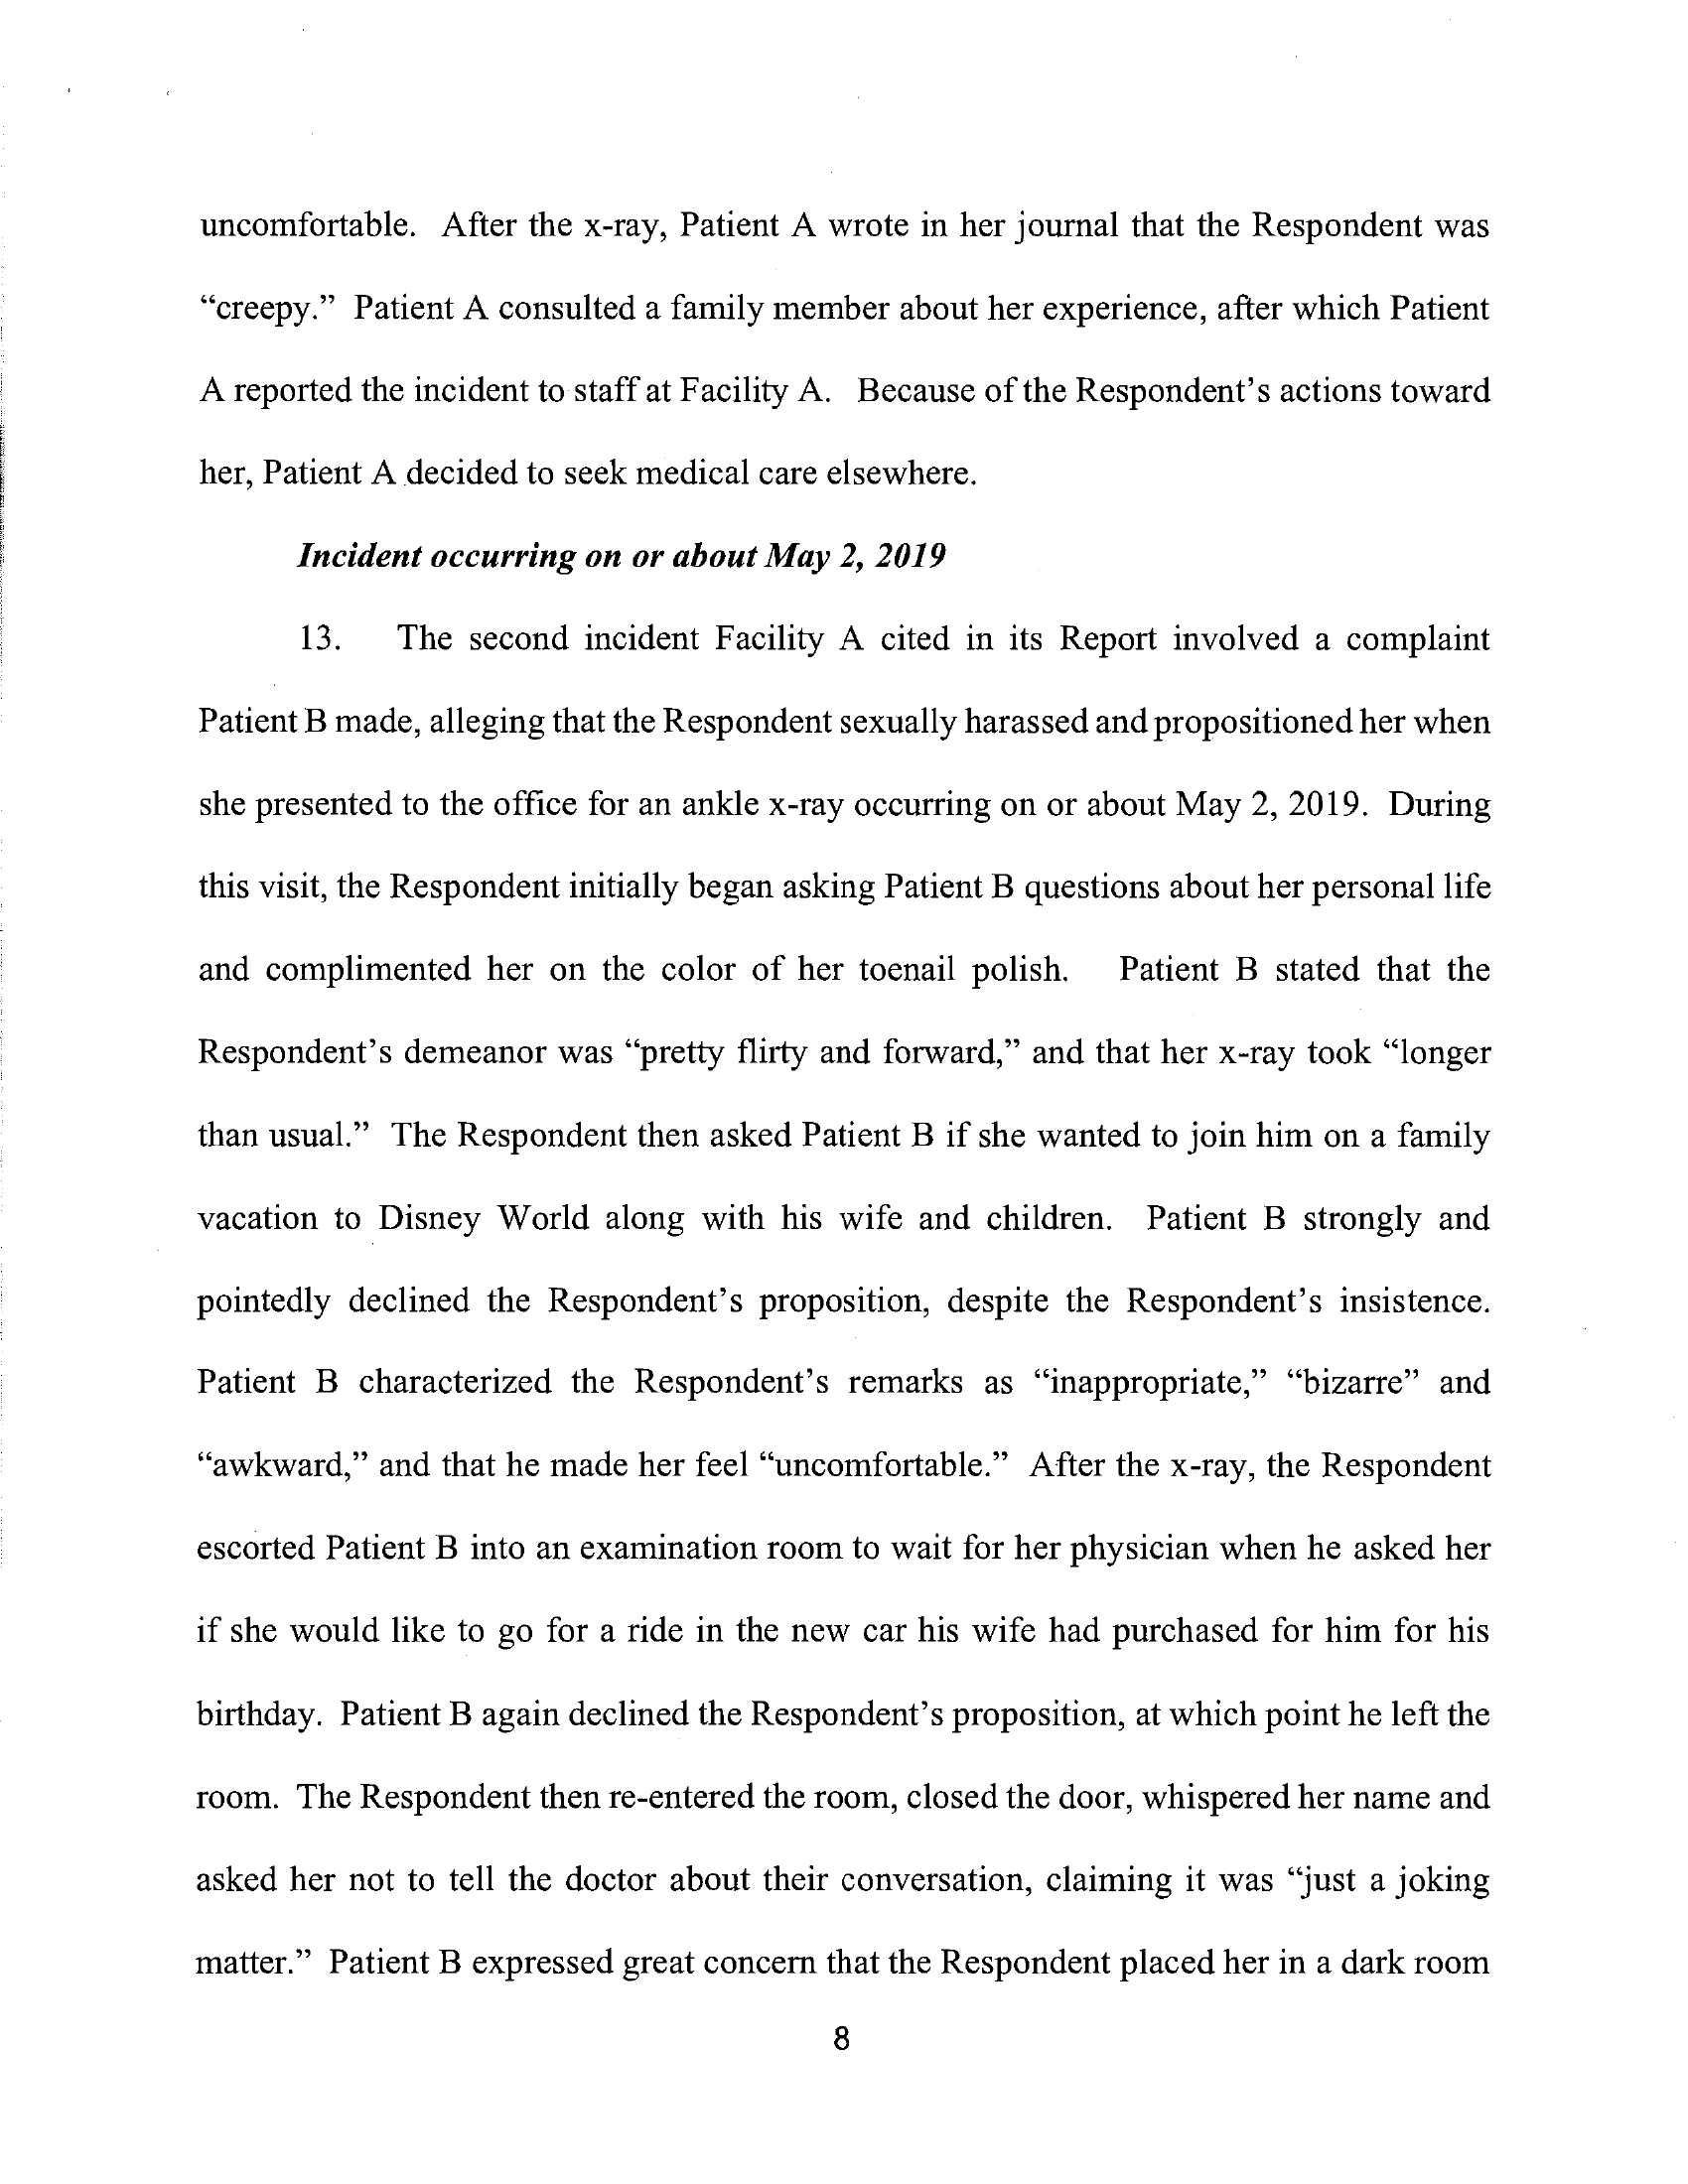 uncomfortable. After the x-ray, Patient A wrote in her journal that the Respondent was
“creepy.” Patient A consulted a family member about her experience, after which Patient
A reported the incident to staff at Facility A. Because of the Respondent’s actions toward
her, Patient A decided to seek medical care elsewhere.
Incident occurring on or about May 2, 2019
13. The second incident Facility A cited in its Report involved a complaint
Patient B made, alleging that the Respondent sexually harassed and propositioned her when
she presented to the office for an ankle x-ray occurring on or about May 2, 2019. During
this visit, the Respondent initially began asking Patient B questions about her personal life
and complimented her on the color of her toenail polish. Patient B stated that the
Respondent’s demeanor was “pretty flirty and forward,” and that her x-ray took “longer
than usual.” The Respondent then asked Patient B if she wanted to join him on a family
vacation to Disney World along with his wife and children. Patient B strongly and
pointedly declined the Respondent’s proposition, despite the Respondent’s insistence.
Patient B characterized the Respondent’s remarks as “inappropriate,” “bizarre” and
“awkward,” and that he made her feel “uncomfortable.” After the x-ray, the Respondent
escorted Patient B into an examination room to wait for her physician when he asked her
if she would like to go for a ride in the new car his wife had purchased for him for his
birthday. Patient B again declined the Respondent’s proposition, at which point he left the
room. The Respondent then re-entered the room, closed the door, whispered her name and
asked her not to tell the doctor about their conversation, claiming it was “just a joking
matter.” Patient B expressed great concern that the Respondent placed her in a dark room
8